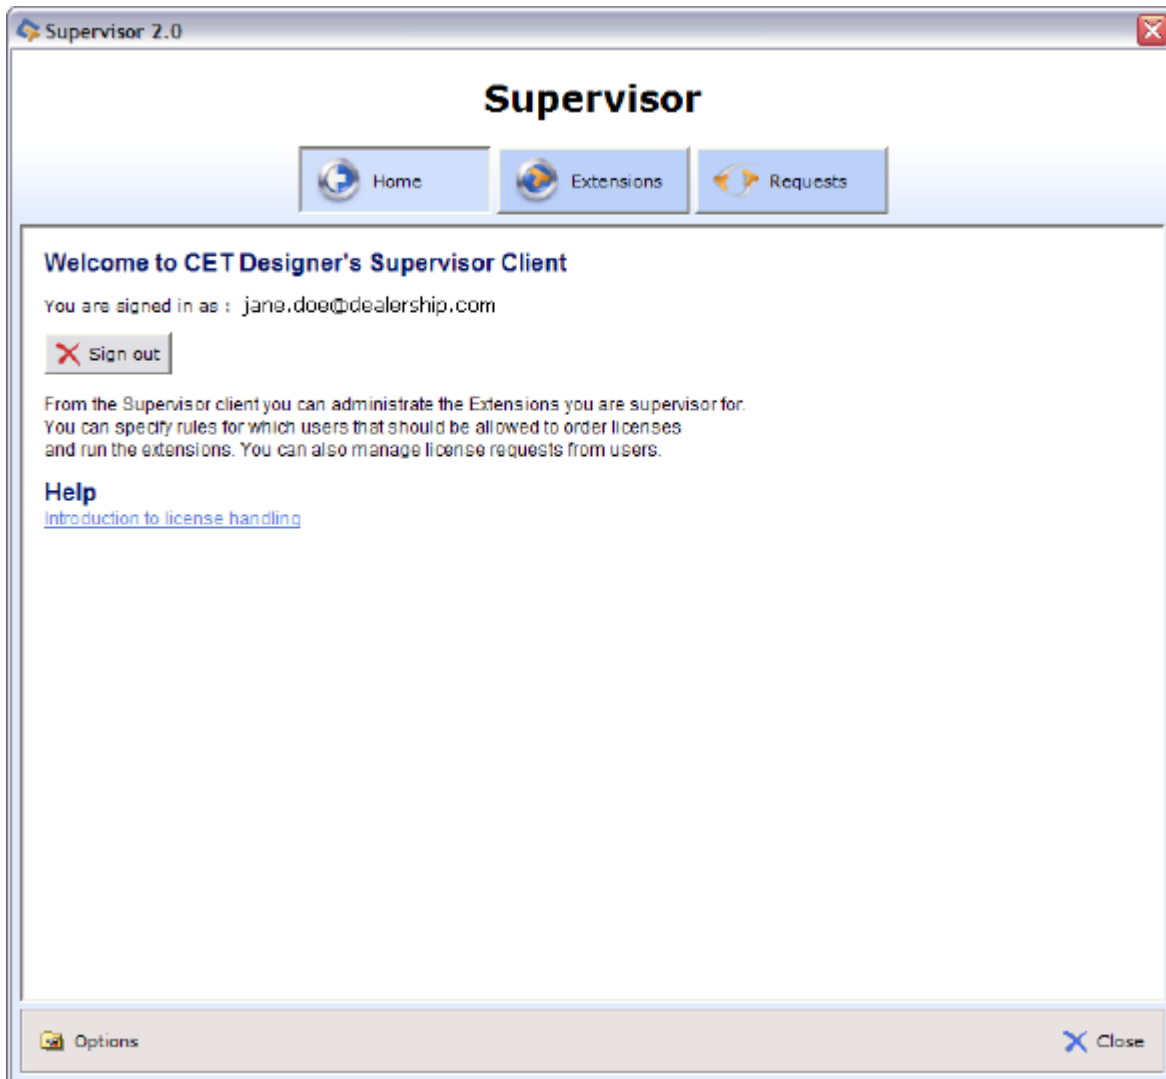 Supervisor 2.0
Supervisor
Home
Extensions
Requests
Welcome to CET Designer's Supervisor Client
You are signed in as : jane.doe@dealership.com
Sign out
From the Supervisor client you can administrate the Extensions you are supervisor for.
You can specify rules for which users that should be allowed to order licenses
and run the extensions. You can also manage license requests from users.
Help
Introduction to license handling
Options
Close